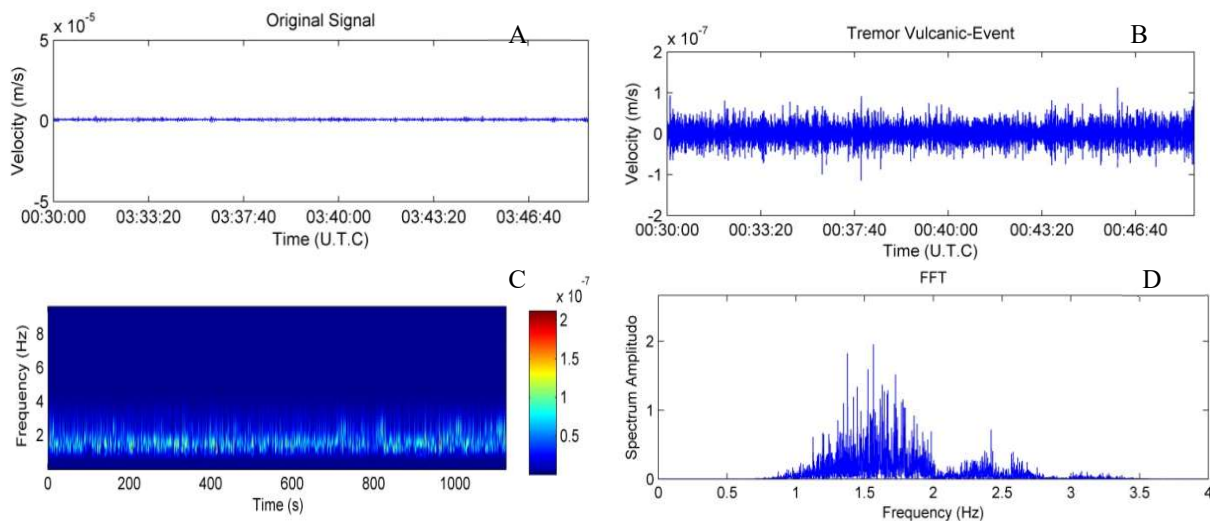 Original Signal
A
x 10-5
5
0
-5
Velocity (m/s)
00:30:00 03:33:20 03:37:40 03:40:00 03:43:20 03:46:40
Time (U.T.C)
Tremor Vulcanic-Event
B
x 10-7
2
1
0
-1
-2
Velocity (m/s)
00:30:00 00:33:20 00:37:40 00:40:00 00:43:20 00:46:40
Time (U.T.C)
C
x 10-7
8
6
4
2
Frequency (Hz)
2
1.5
1
0.5
0 200 400 600 800 1000
Time (s)
FFT
D
2
1
0
Spectrum Amplitudo
0 0.5 1 1.5 2 2.5 3 3.5 4
Frequency (Hz)